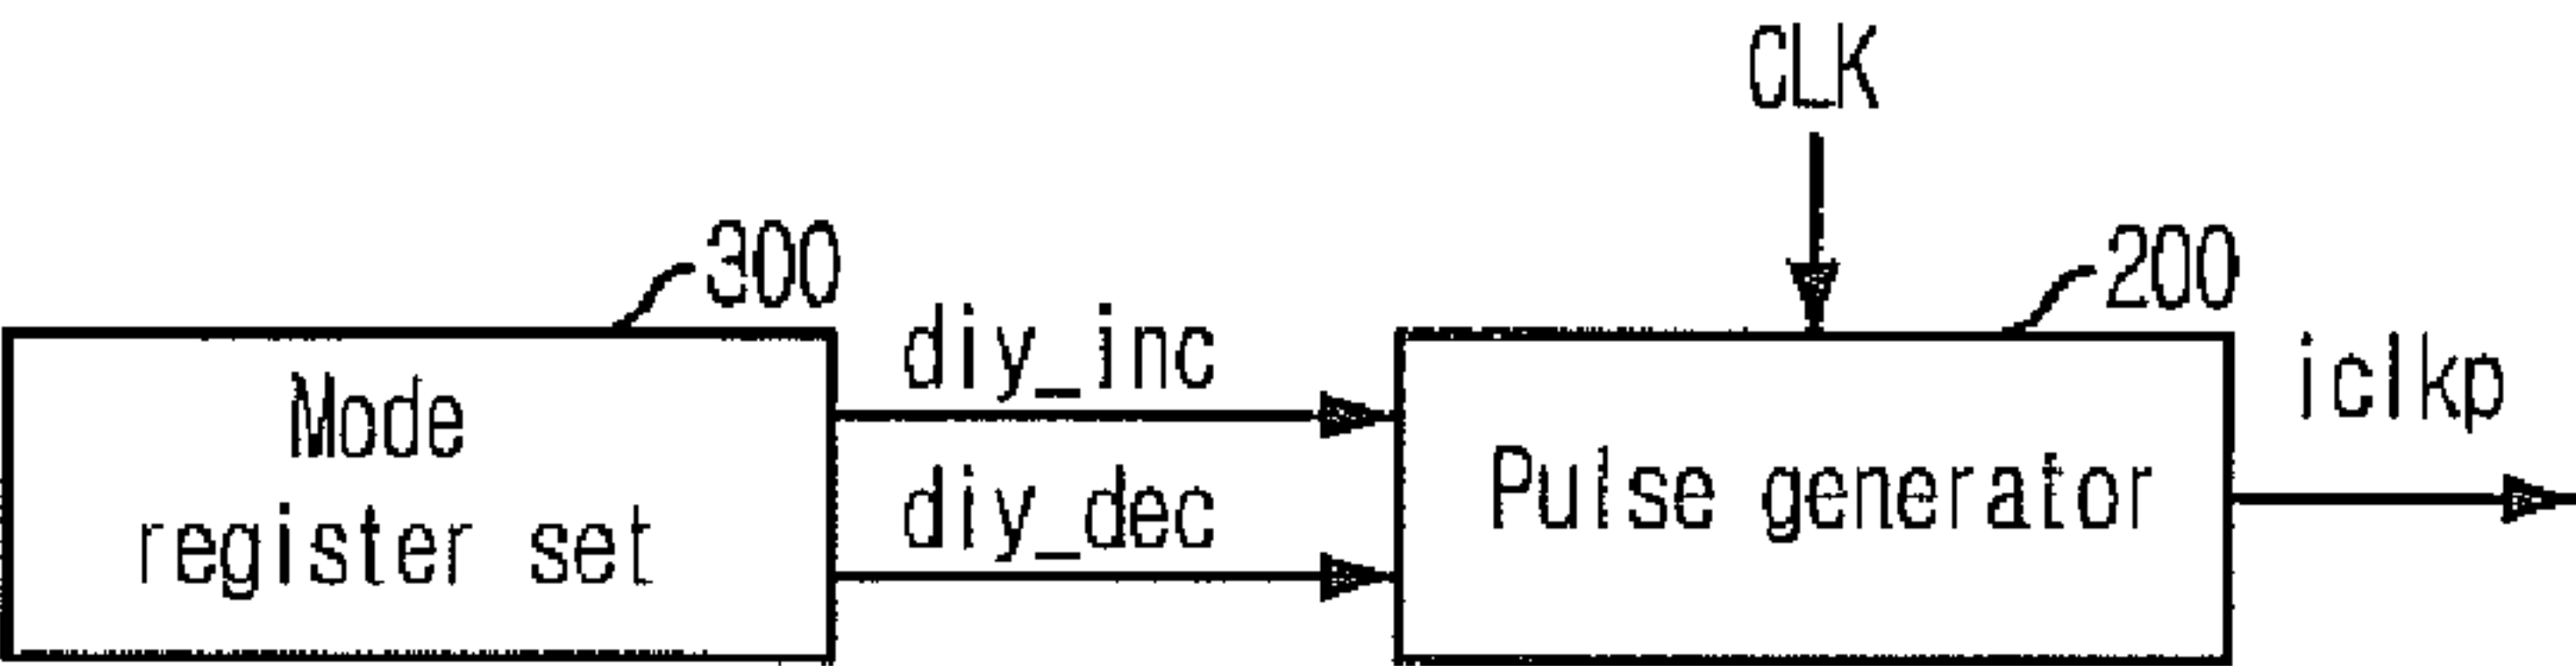 CLK
300
200
diy_inc
iclkp
Mode
register set
diy_dec
Pulse generator